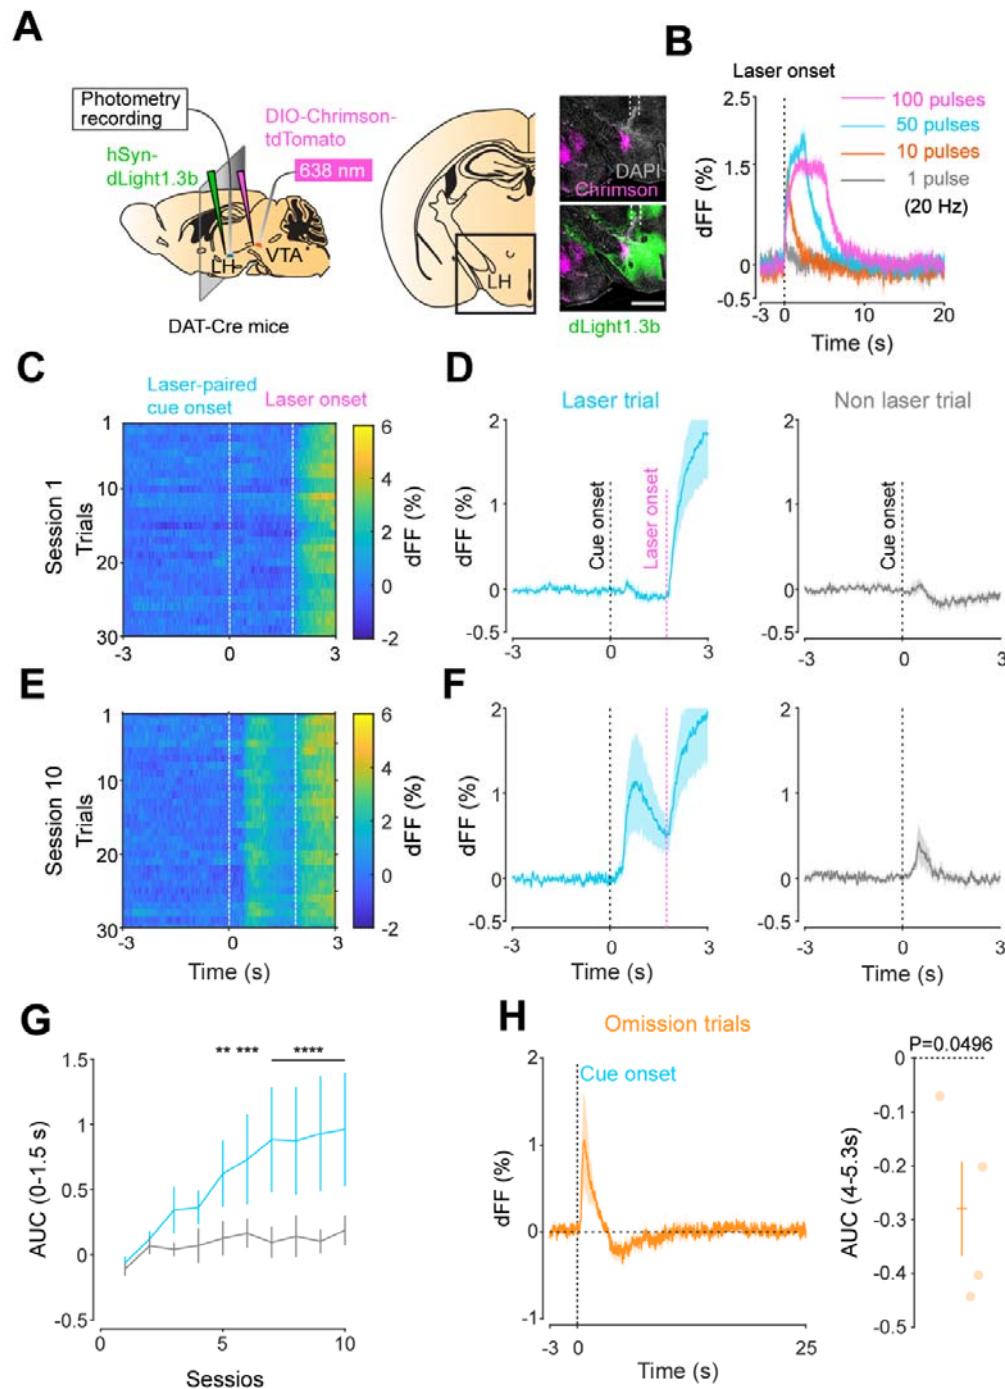 A
Photometry
recording
DIO-Chrimson-
tdTomato
hSyn-
dLight1.3b
638 nm
LH
VTA
DAT-Cre mice
LH
DAPI
Chrimson
dLight1.3b
B
Laser onset
2.5
1.5
0
-0.5
dFF (%)
-3 0 10 20
Time (s)
100 pulses
50 pulses
10 pulses
1 pulse
(20 Hz)
C
Laser-paired
cue onset
Laser onset
Session 1
Trials
1
10
20
30
-3 0 3
6
4
2
0
-2
dFF (%)
D
Laser trial
Non laser trial
2
1
0
-0.5
dFF (%)
Cue onset
Laser onset
-3 0 3
2
1
0
-0.5
Cue onset
-3 0 3
E
Session 10
Trials
1
10
20
30
-3 0 3
Time (s)
6
4
2
0
-2
dFF (%)
F
2
1
0
-0.5
dFF (%)
-3 0 3
Time (s)
2
1
0
-0.5
-3 0 3
Time (s)
G
** *** ****
1.5
1
0.5
0
-0.5
AUC (0-1.5 s)
0 5 10
Sessios
H
Omission trials
Cue onset
2
1
0
-1
dFF (%)
-3 0 25
Time (s)
P=0.0496
0
-0.1
-0.2
-0.3
-0.4
-0.5
AUC (4-5.3s)